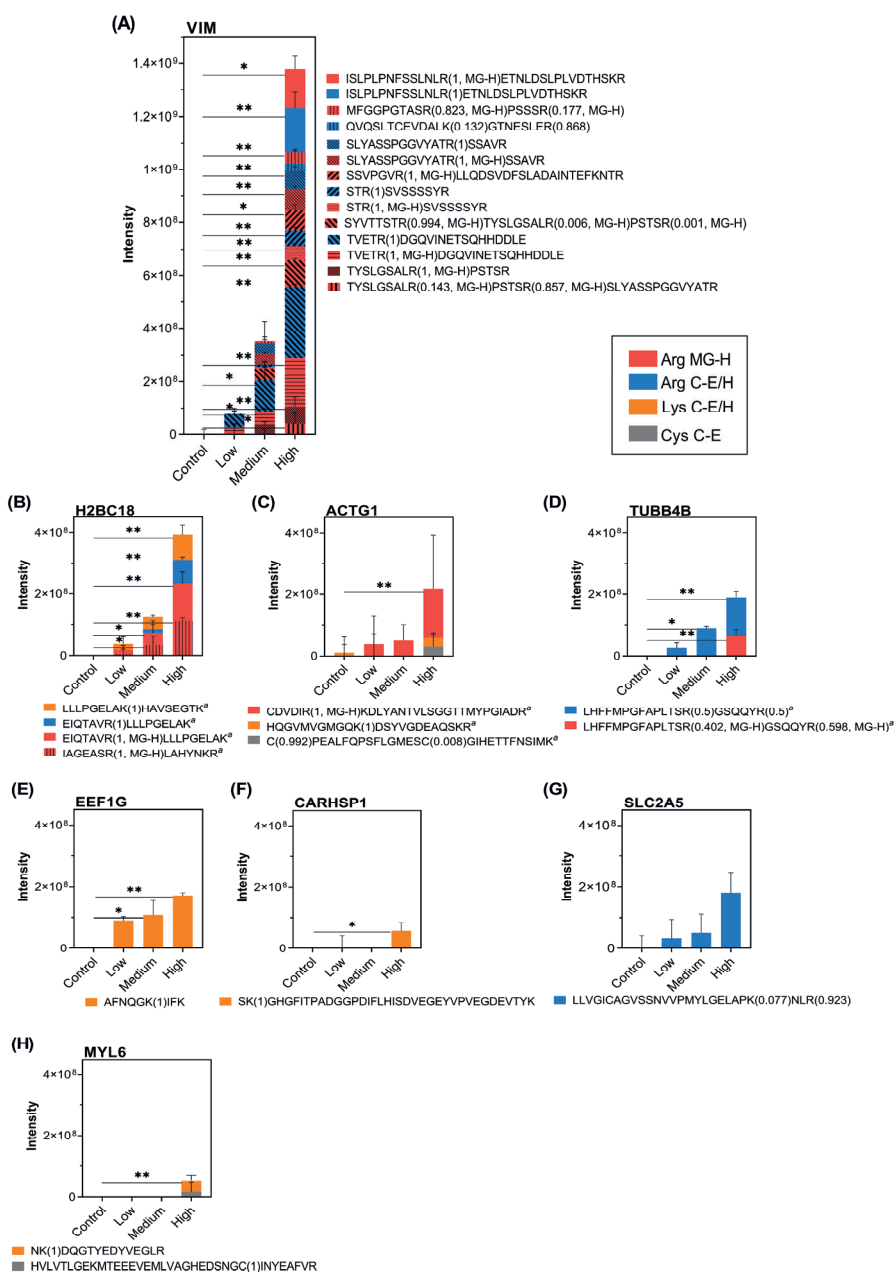 (A)
VIM
*
**
**
**
**
*
**
**
**
**
**
*
**
*
*
1.4×10⁹
1.2×10⁹
1×10⁹
8×10⁸
6×10⁸
4×10⁸
2×10⁸
0
Intensity
Control
Low
Medium
High
ISLPLPNFSSLNLR(1, MG-H)ETNLDSLPLVDTHSKR
ISLPLPNFSSLNLR(1)ETNLDSLPLVDTHSKR
MFGGPGTASR(0.823, MG-H)PSSSR(0.177, MG-H)
QVQSLTCEVDALK(0.132)GTNESLER(0.868)
SLYASSPGGVYATR(1)SSAVR
SLYASSPGGVYATR(1, MG-H)SSAVR
SSVPGVR(1, MG-H)LLQDSVDFSLADAINTEFKNTR
STR(1)SVSSSSYR
STR(1, MG-H)SVSSSSYR
SYVTTSTR(0.994, MG-H)TYSLGSALR(0.006, MG-H)PSTSR(0.001, MG-H)
TVETR(1)DGQVINETSQHHDDLE
TVETR(1, MG-H)DGQVINETSQHHDDLE
TYSLGSALR(1, MG-H)PSTSR
TYSLGSALR(0.143, MG-H)PSTSR(0.857, MG-H)SLYASSPGGVYATR
Arg MG-H
Arg C-E/H
Lys C-E/H
Cys C-E
(B)
H2BC18
**
**
**
**
*
*
4×10⁸
2×10⁸
0
Intensity
Control
Low
Medium
High
LLLPGELAK(1)HAVSEGTKᵃ
EIQTAVR(1)LLLPGELAKᵃ
EIQTAVR(1, MG-H)LLLPGELAKᵃ
IAGEASR(1, MG-H)LAHYNKRᵃ
(C)
ACTG1
**
4×10⁸
2×10⁸
0
Intensity
Control
Low
Medium
High
CDVDIR(1, MG-H)KDLYANTVLSGGTTMYPGIADRᵃ
HQGVMVGMGQK(1)DSYVGDEAQSKRᵃ
C(0.992)PEALFQPSFLGMESC(0.008)GIHETTFNSIMKᵃ
(D)
TUBB4B
**
*
**
4×10⁸
2×10⁸
0
Intensity
Control
Low
Medium
High
LHFFMPGFAPLTSR(0.5)GSQQYR(0.5)ᵃ
LHFFMPGFAPLTSR(0.402, MG-H)GSQQYR(0.598, MG-H)ᵃ
(E)
EEF1G
**
*
4×10⁸
2×10⁸
0
Intensity
Control
Low
Medium
High
AFNQGK(1)IFK
(F)
CARHSP1
*
4×10⁸
2×10⁸
0
Intensity
Control
Low
Medium
High
SK(1)GHGFITPADGGPDIFLHISDVEGEYVPVEGDEVTYK
(G)
SLC2A5
4×10⁸
2×10⁸
0
Intensity
Control
Low
Medium
High
LLVGICAGVSSNVVPMYLGELAPK(0.077)NLR(0.923)
(H)
MYL6
**
4×10⁸
2×10⁸
0
Intensity
Control
Low
Medium
High
NK(1)DQGTYEDYVEGLR
HVLVTLGEKMTEEEVEMLVAGHEDSNGC(1)INYEAFVR